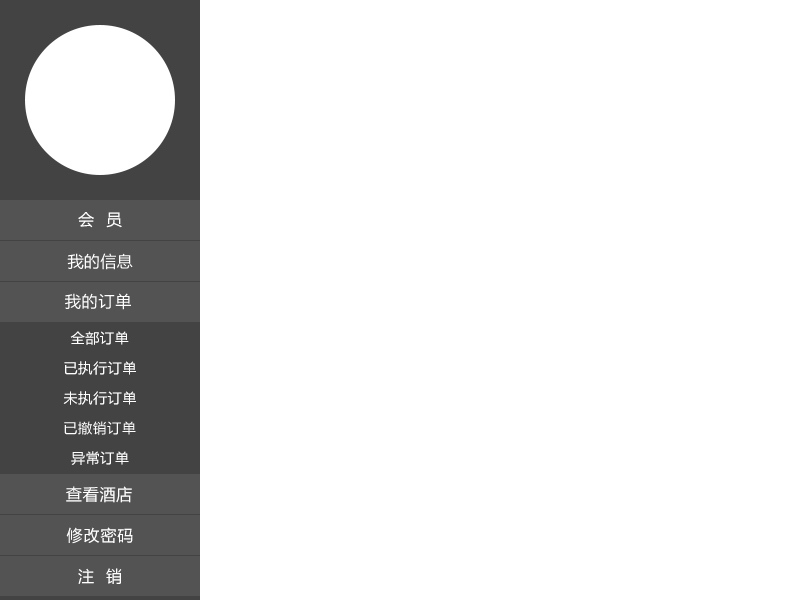 会 员
我的信息
我的订单
全部订单
已执行订单
未执行订单
已撤销订单
异常订单
查看酒店
修改密码
注 销